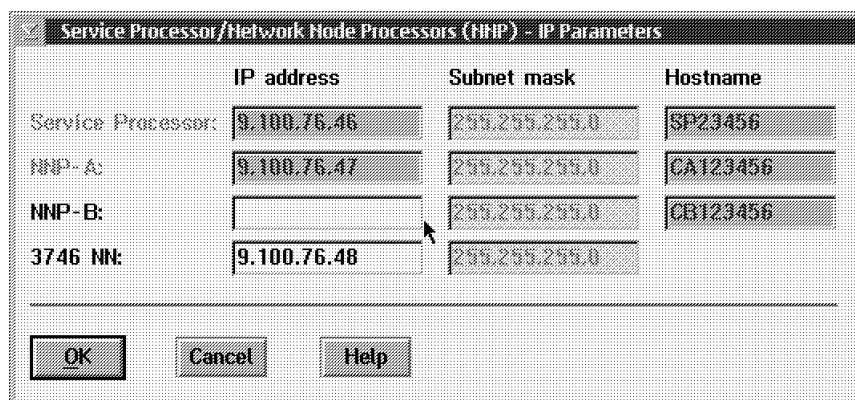 Service Processor/Network Node Processors (NNP) - IP Parameters
IP address Subnet mask Hostname
Service Processor: 9.100.76.46 255.255.255.0 SP23456
NNP-A: 9.100.76.47 255.255.255.0 CA123456
NNP-B: 255.255.255.0 CB123456
3746 NN: 9.100.76.48 255.255.255.0
OK Cancel Help